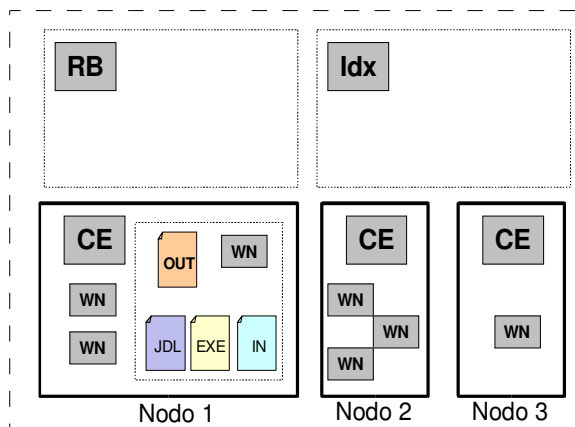 RB
Idx
CE
OUT
WN
WN
WN
JDL
EXE
IN
CE
WN
WN
WN
CE
WN
Nodo 1
Nodo 2
Nodo 3